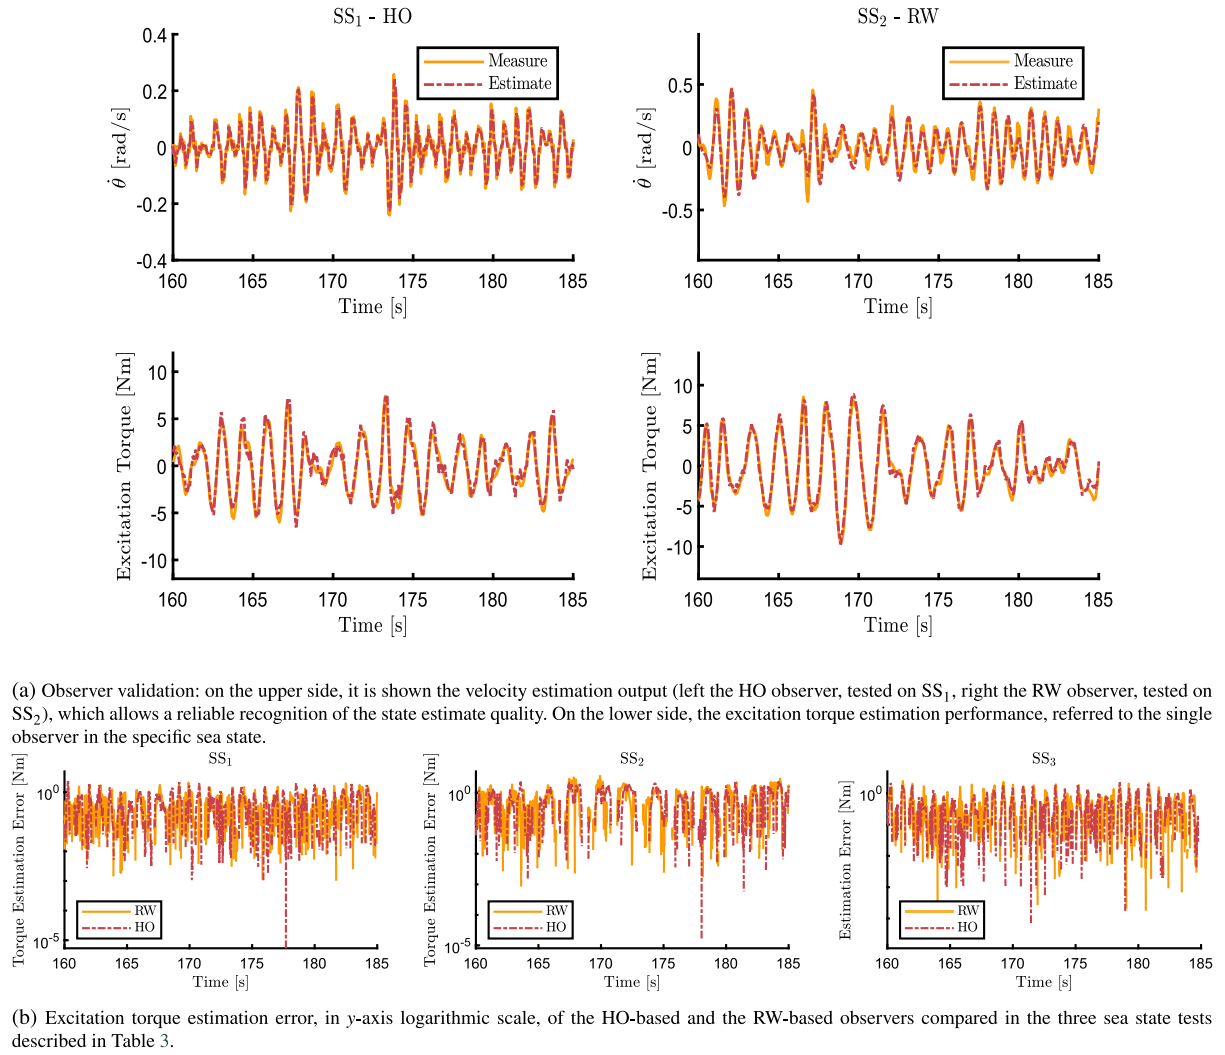 SS1 - HO
SS2 - RW
0.4
0.2
0
-0.2
-0.4
θ̇ [rad/s]
Measure
Estimate
160 165 170 175 180 185
Time [s]
0.5
0
-0.5
θ̇ [rad/s]
Measure
Estimate
160 165 170 175 180 185
Time [s]
10
5
0
-5
-10
Excitation Torque [Nm]
160 165 170 175 180 185
Time [s]
10
5
0
-5
-10
Excitation Torque [Nm]
160 165 170 175 180 185
Time [s]
(a) Observer validation: on the upper side, it is shown the velocity estimation output (left the HO observer, tested on SS1, right the RW observer, tested on
SS2), which allows a reliable recognition of the state estimate quality. On the lower side, the excitation torque estimation performance, referred to the single
observer in the specific sea state.
SS1
Torque Estimation Error [Nm]
10^0
10^-5
RW
HO
160 165 170 175 180 185
Time [s]
SS2
Torque Estimation Error [Nm]
10^0
10^-5
RW
HO
160 165 170 175 180 185
Time [s]
SS3
Estimation Error [Nm]
10^0
RW
HO
160 165 170 175 180 185
Time [s]
(b) Excitation torque estimation error, in y-axis logarithmic scale, of the HO-based and the RW-based observers compared in the three sea state tests
described in Table 3.